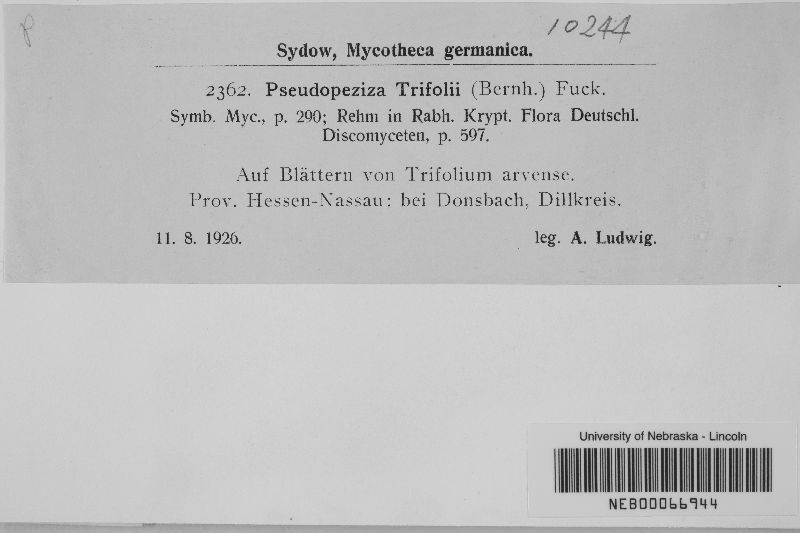 10244
Sydow, Mycotheca germanica.
2362. Pseudopeziza Trifolii (Bernh.) Fuck.
Symb. Myc., p. 290; Rehm in Rabh. Krypt. Flora Deutschl.
Discomyceten, p. 597.
Auf Blättern von Trifolium arvense.
Prov. Hessen-Nassau: bei Donsbach, Dillkreis.
11. 8. 1926. leg. A. Ludwig.
University of Nebraska - Lincoln
NEB00066944